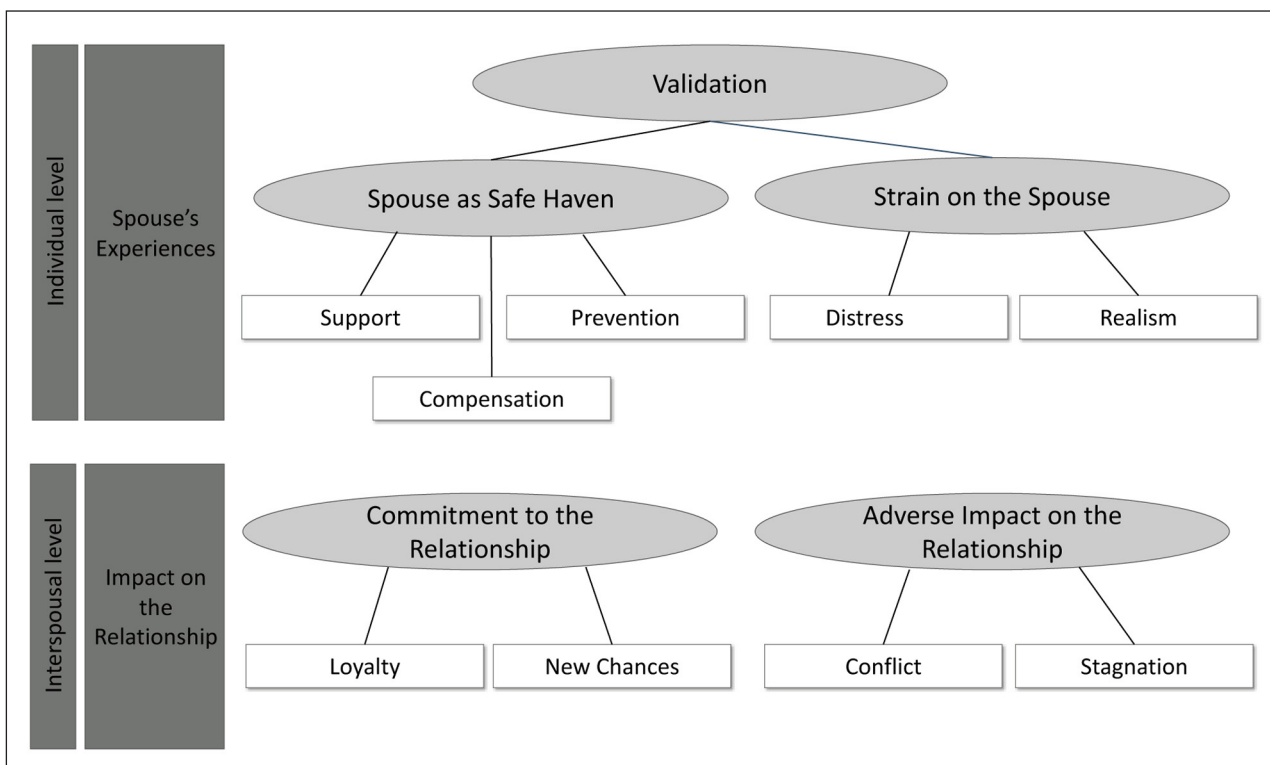 Individual level
Spouse's
Experiences
Validation
Spouse as Safe Haven
Strain on the Spouse
Support
Prevention
Distress
Realism
Compensation
Interspousal level
Impact on
the
Relationship
Commitment to the
Relationship
Adverse Impact on the
Relationship
Loyalty
New Chances
Conflict
Stagnation